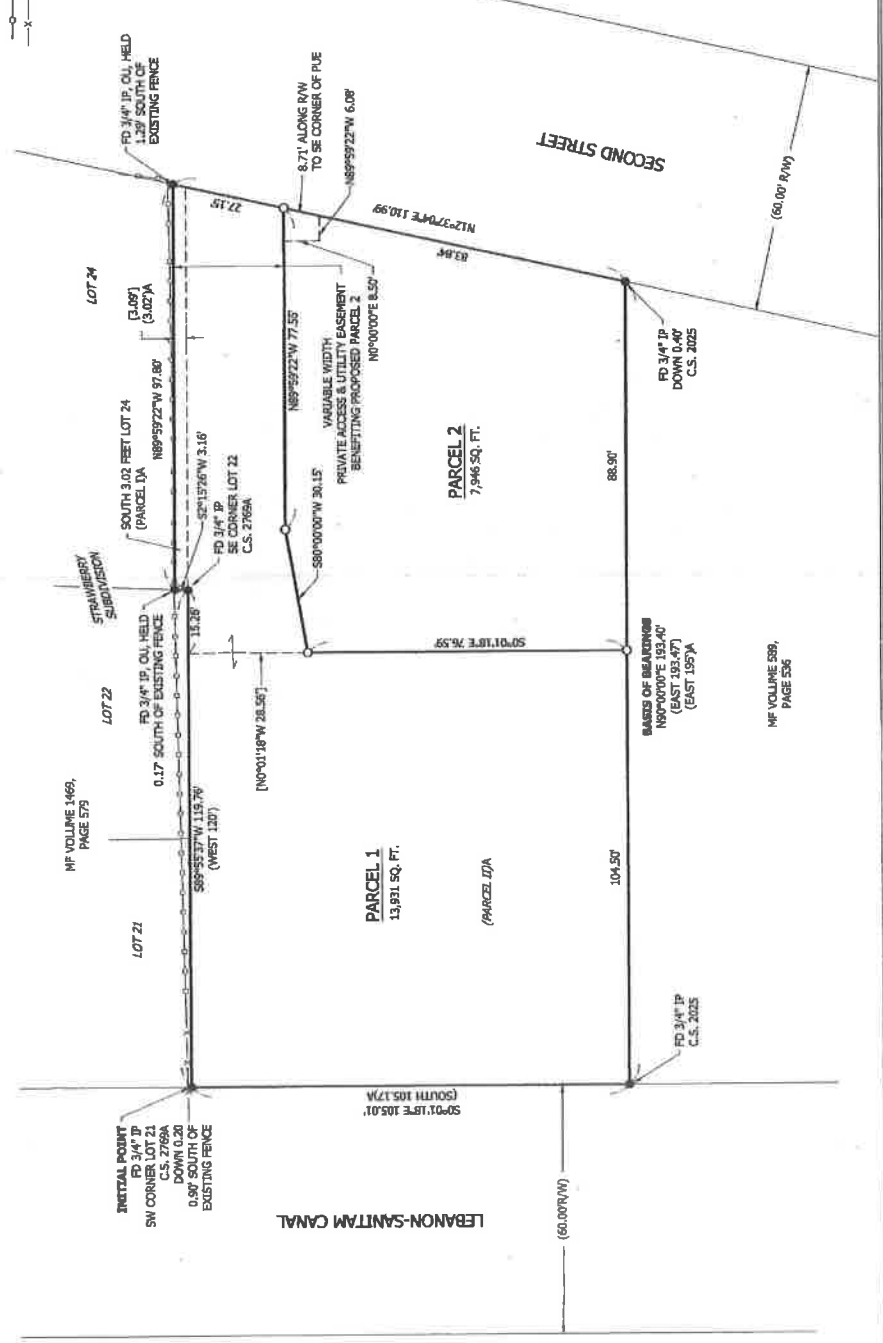 FD 3/4" IP, OU, HELD
1.29' SOUTH OF
EXISTING FENCE
LOT 24
[3.09']
(3.02')A
SOUTH 3.02 FEET LOT 24
(PARCEL I)A
N89°59'22"W 97.80'
27.15'
8.71' ALONG R/W
TO SE CORNER OF PUE
N89°59'22"W 6.08'
SECOND STREET
(60.00' R/W)
N12°37'04"E 110.99'
83.84'
N0°00'00"E 8.50'
N89°59'22"W 77.55'
VARIABLE WIDTH
PRIVATE ACCESS & UTILITY EASEMENT
BENEFITING PROPOSED PARCEL 2
STRAWBERRY
SUBDIVISION
S2°15'26"W 3.16'
FD 3/4" IP
SE CORNER LOT 22
C.S. 2769A
15.26'
S80°00'00"W 30.15'
PARCEL 2
7,946 SQ. FT.
FD 3/4" IP
DOWN 0.40'
C.S. 2025
88.90'
LOT 22
FD 3/4" IP, OU, HELD
0.17' SOUTH OF EXISTING FENCE
[N0°01'18"W 28.56']
S0°01'18"E 76.59'
BASIS OF BEARINGS
N90°00'00"E 193.40'
(EAST 193.47')
(EAST 195')A
MF VOLUME 589,
PAGE 536
MF VOLUME 1469,
PAGE 579
S89°55'37"W 119.76'
(WEST 120')
LOT 21
PARCEL 1
13,931 SQ. FT.
(PARCEL II)A
104.50'
INITIAL POINT
FD 3/4" IP
SW CORNER LOT 21
C.S. 2769A
DOWN 0.20
0.90' SOUTH OF
EXISTING FENCE
S0°01'18"E 105.01'
(SOUTH 105.17')A
FD 3/4" IP
C.S. 2025
LEBANON-SANITAM CANAL
(60.00'R/W)